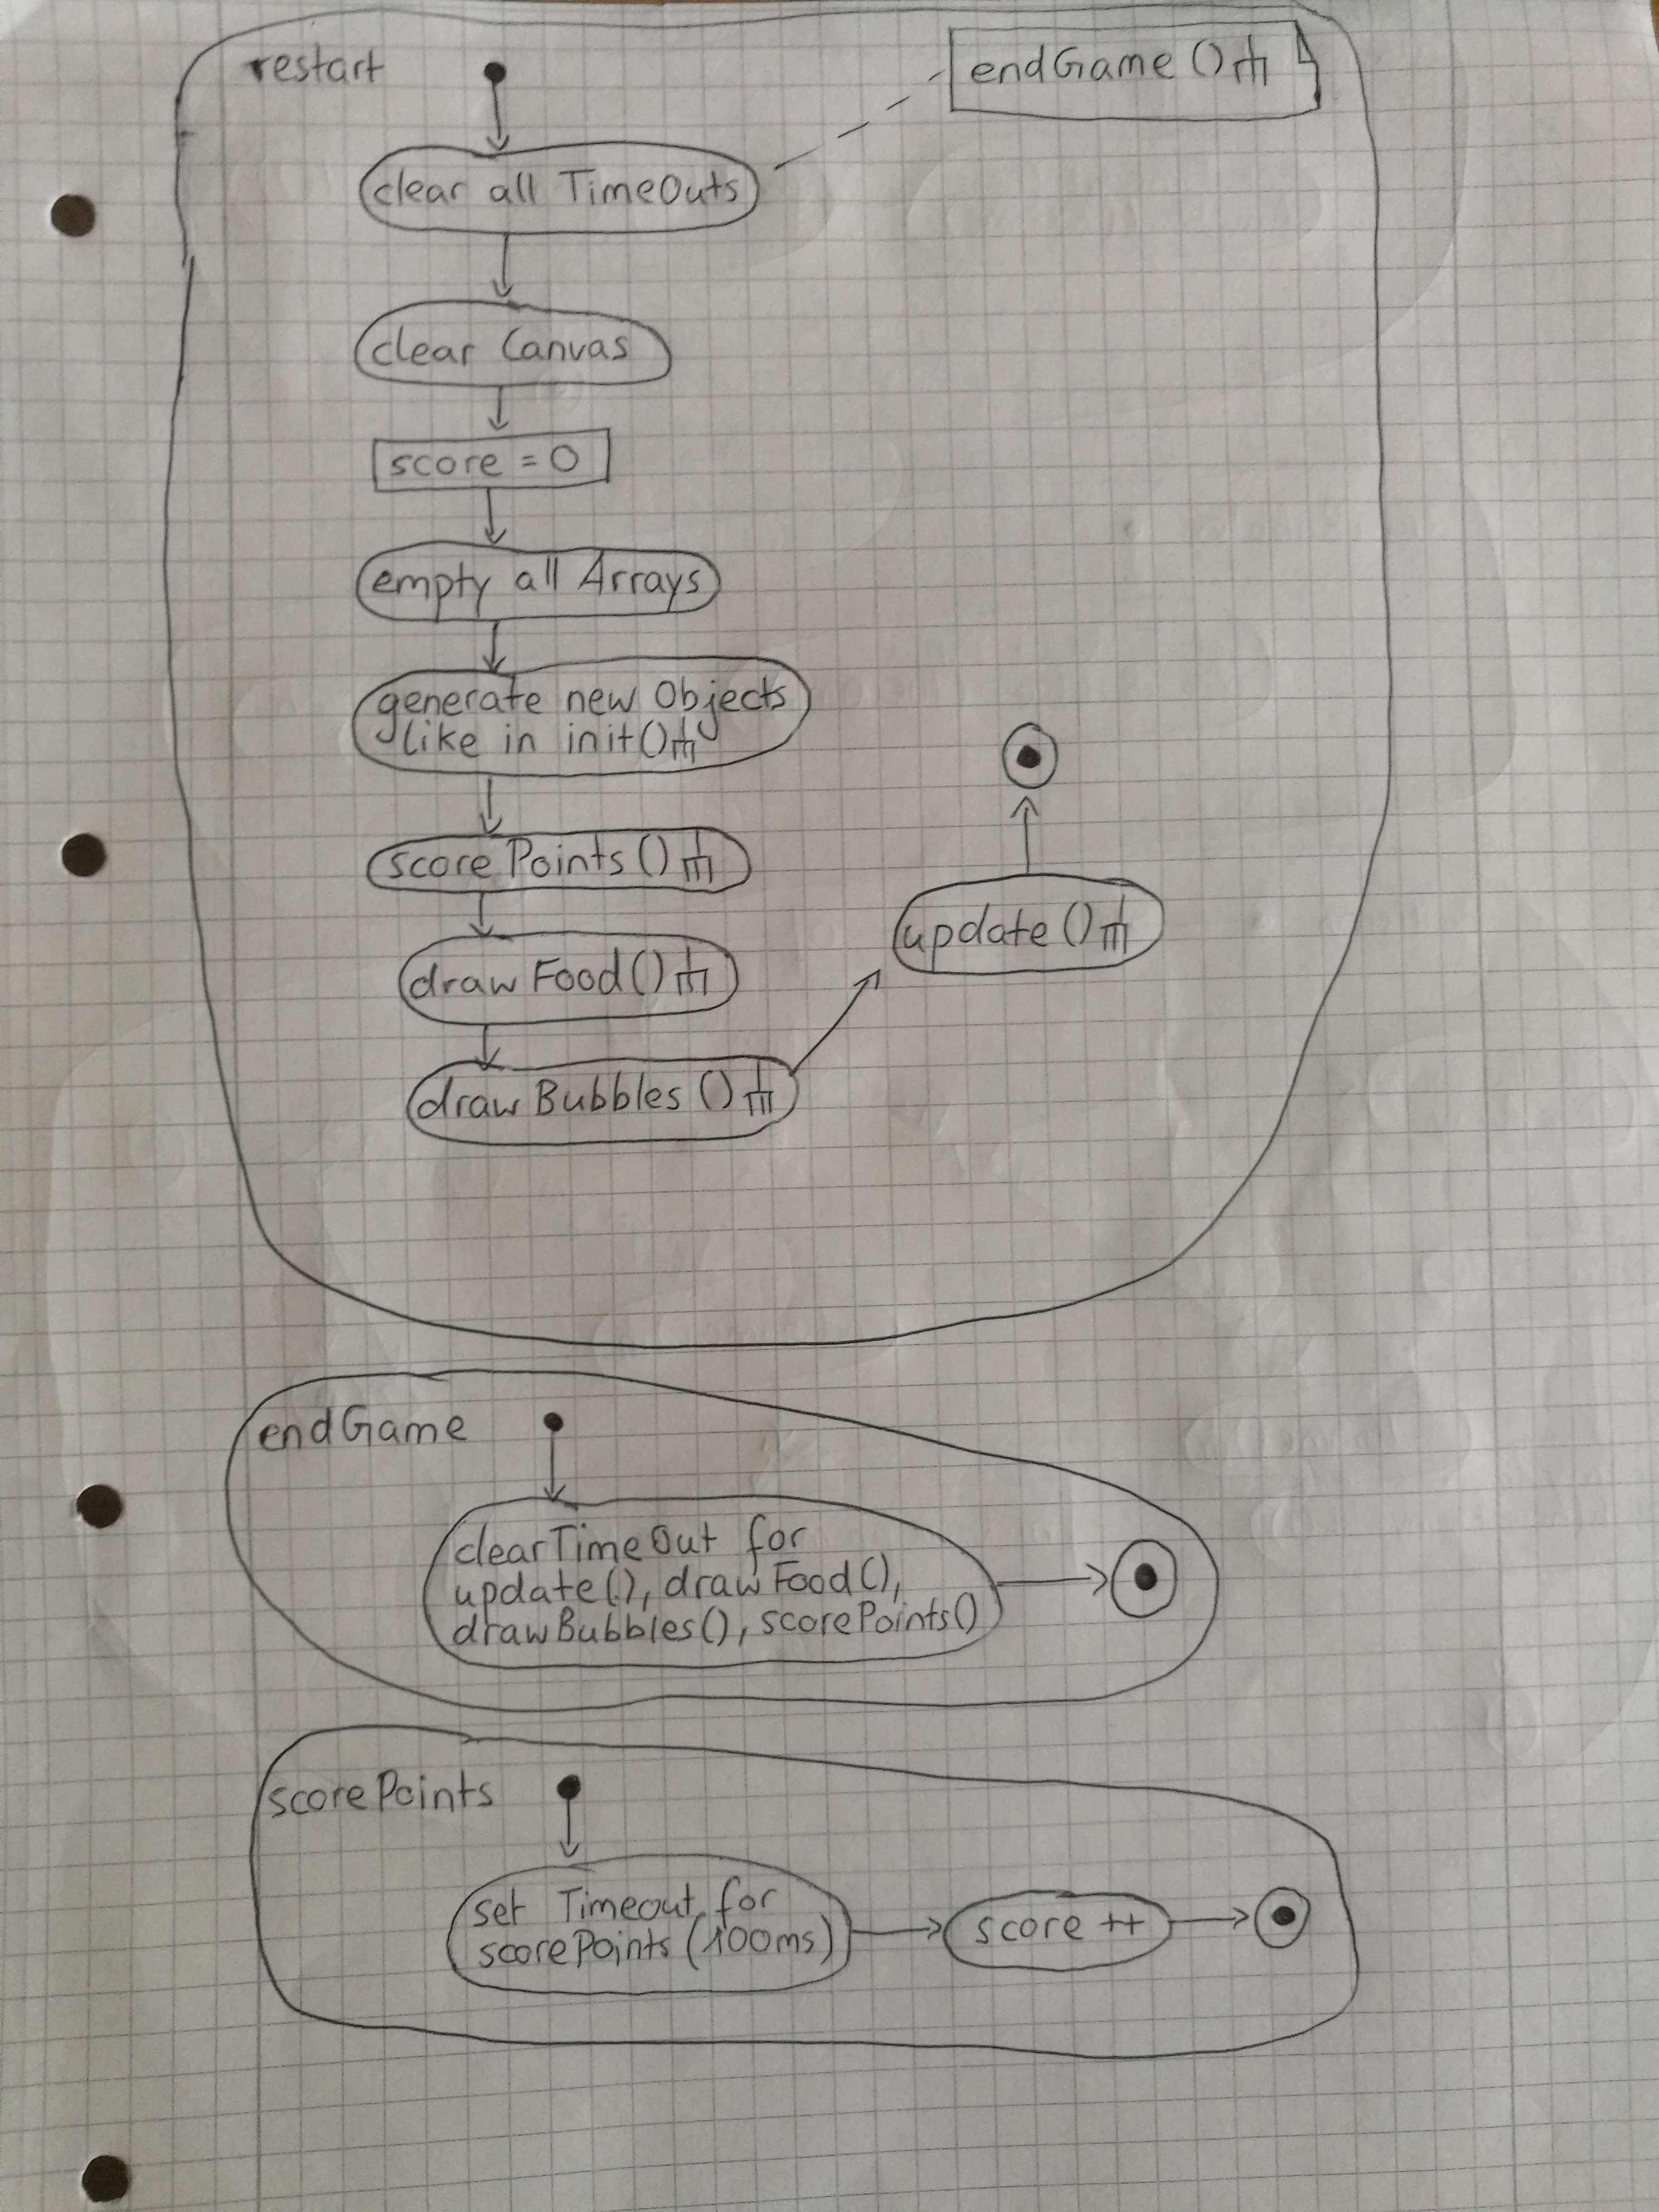 restart
endGame ()
clear all TimeOuts
clear Canvas
score = 0
empty all Arrays
generate new Objects
like in init()
scorePoints ()
drawFood ()
drawBubbles ()
update ()
endGame
clearTimeOut for
update(), drawFood(),
drawBubbles(), scorePoints()
scorePoints
set Timeout for
scorePoints (100ms)
score ++